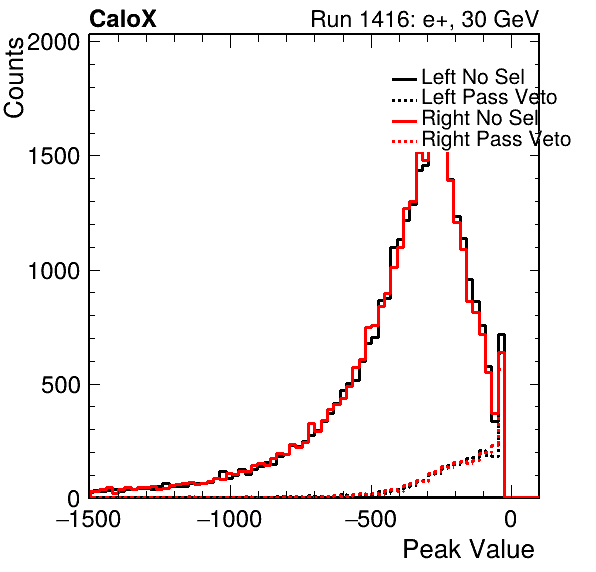 CaloX Run 1416: e+, 30 GeV
Counts
2000
Left No Sel
Left Pass Veto
Right No Sel
Right Pass Veto
1500
1000
500
0
−1500 −1000 −500 0
Peak Value